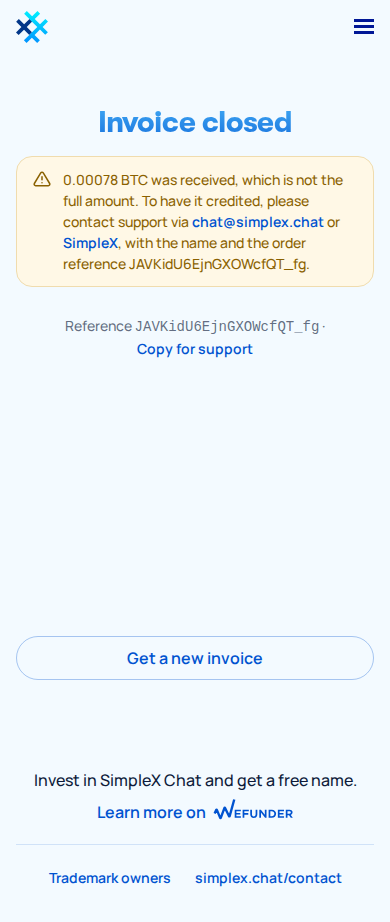 Invoice closed
0.00078 BTC was received, which is not the
full amount. To have it credited, please
contact support via chat@simplex.chat or
SimpleX, with the name and the order
reference JAVKidU6EjnGXOWcfQT_fg.
Reference JAVKidU6EjnGXOWcfQT_fg ·
Copy for support
Get a new invoice
Invest in SimpleX Chat and get a free name.
Learn more on WEFUNDER
Trademark owners simplex.chat/contact